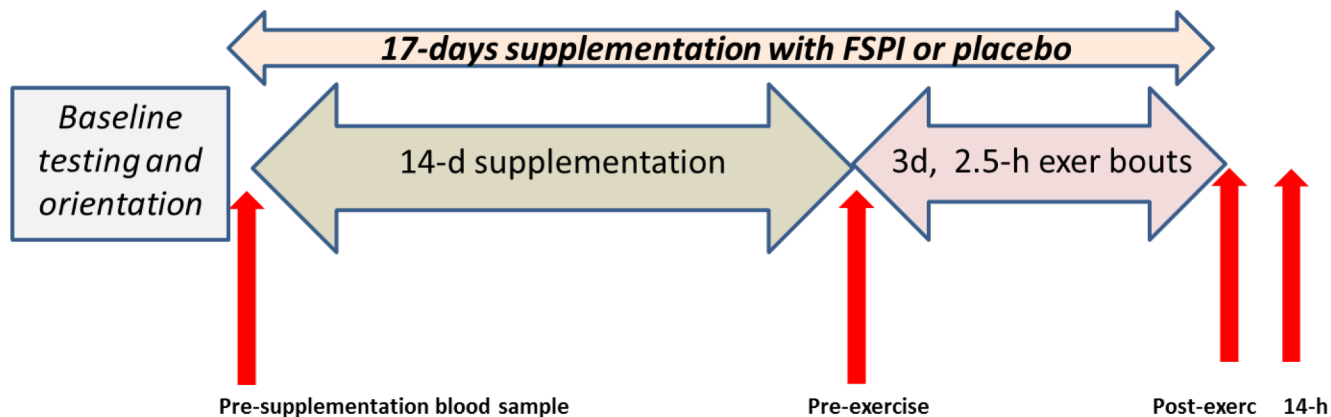 17-days supplementation with FSPI or placebo
Baseline
testing and
orientation
14-d supplementation
3d, 2.5-h exer bouts
Pre-supplementation blood sample
Pre-exercise
Post-exerc
14-h